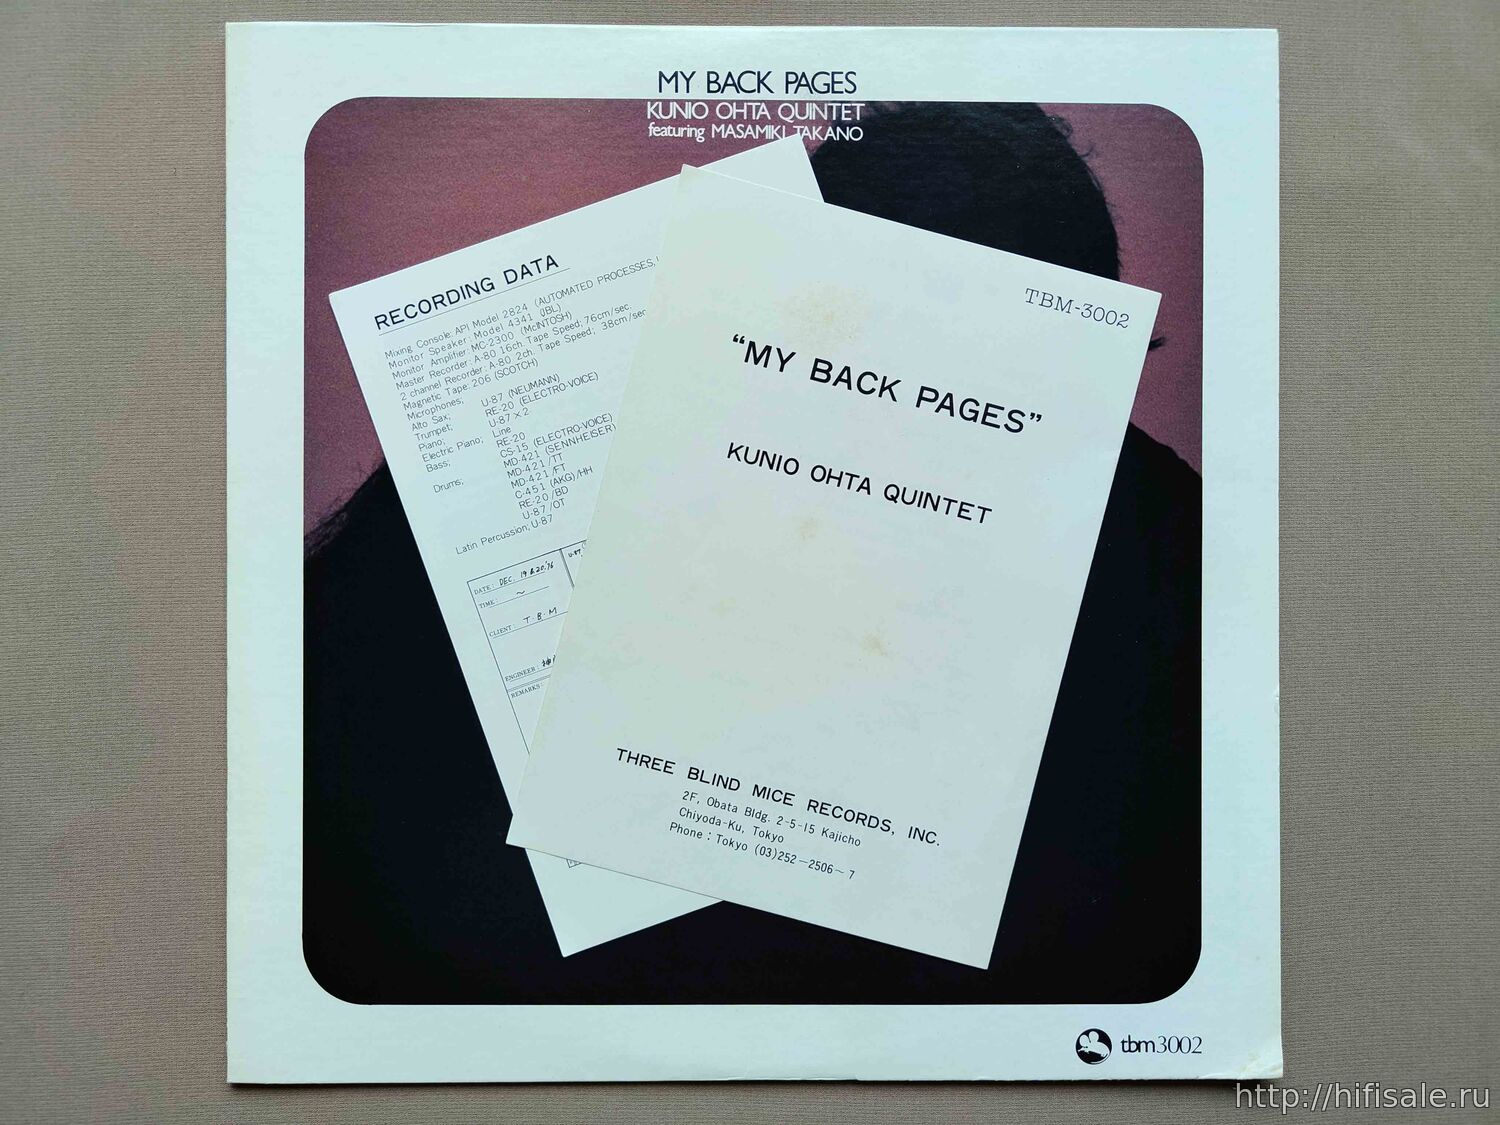 MY BACK PAGES
KUNIO OHTA QUINTET
featuring MASAMIKI TAKANO
RECORDING DATA
Mixing Console: API Model 2824 (AUTOMATED PROCESSES,
Monitor Speaker: Model 4341 (JBL)
Monitor Amplifier: MC-2300 (McINTOSH)
Master Recorder: A-80 16ch. Tape Speed; 76cm/sec.
2 channel Recorder: A-80 2ch. Tape Speed; 38cm/sec
Magnetic Tape: 206 (SCOTCH)
Microphones;
Alto Sax; U-87 (NEUMANN)
Trumpet; RE-20 (ELECTRO-VOICE)
Piano; U-87×2
Electric Piano; Line
Bass; RE-20
CS-15 (ELECTRO-VOICE)
Drums; MD-421 (SENNHEISER)
MD-421/TT
MD-421/FT
C-451 (AKG)/HH
RE-20/BD
U-87/OT
Latin Percussion; U-87
DATE: DEC. 19 & 20, '76
U-87
TIME: ~
CLIENT: T.B.M
ENGINEER:
REMARKS:
TBM-3002
“MY BACK PAGES”
KUNIO OHTA QUINTET
THREE BLIND MICE RECORDS, INC.
2F, Obata Bldg. 2-5-15 Kajicho
Chiyoda-Ku, Tokyo
Phone : Tokyo (03)252-2506-7
tbm3002
http://hifisale.ru